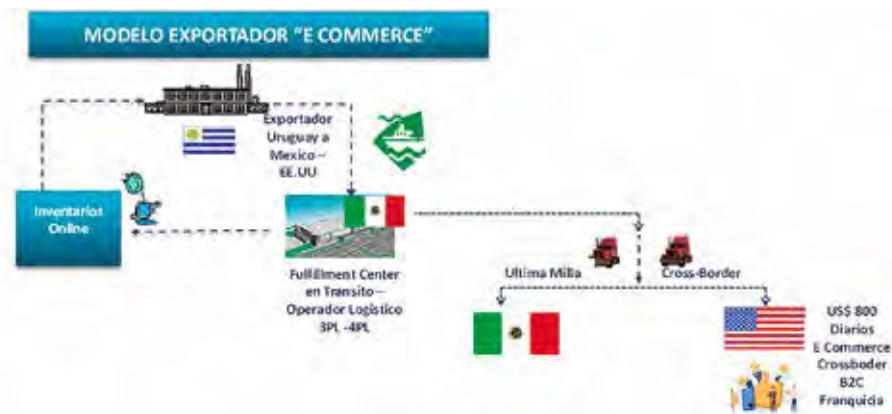 MODELO EXPORTADOR "E COMMERCE"
Exportador
Uruguay a
Mexico –
EE.UU
Inventarios
Online
Fulfillment Center
en Transito –
Operador Logístico
3PL -4PL
Ultima Milla
Cross-Border
US$ 800
Diarios
E Commerce
Crossboder
B2C
Franquicia